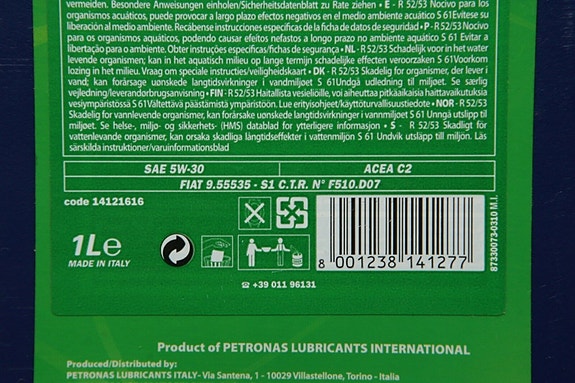 vermeiden. Besondere Anweisungen einholen/Sicherheitsdatenblatt zu Rate ziehen • E - R 52/53 Nocivo para los
organismos acuáticos, puede provocar a largo plazo efectos negativos en el medio ambiente acuático S 61 Evítese su
liberación al medio ambiente. Recábense instrucciones específicas de la ficha de datos de seguridad • P - R 52/53 Nocivo
para os organismos aquáticos, podendo causar efeitos nefastos a longo prazo no ambiente aquático S 61 Evitar a
libertação para o ambiente. Obter instruções específicas/fichas de segurança • NL - R 52/53 Schadelijk voor in het water
levende organismen; kan in het aquatisch milieu op lange termijn schadelijke effecten veroorzaken S 61Voorkom
lozing in het milieu. Vraag om speciale instructies/veiligheidskaart • DK - R 52/53 Skadelig for organismer, der lever i
vand; kan forårsage uønskede langtidsvirkninger i vandmiljøet S 61Undgå udledning til miljøet. Se særlig
vejledning/leverandørbrugsanvisning • FIN - R 52/53 Haitallista vesieliöille, voi aiheuttaa pitkäaikaisia haittavaikutuksia
vesiympäristössä S 61Vältettävä päästämistä ympäristöön. Lue erityisohjeet/käyttöturvallisuustiedote • NOR - R 52/53
Skadelig for vannlevende organismer, kan forårsake uønskede langtidsvirkninger i vannmiljøet S 61 Unngå utslipp til
miljøet. Se helse-, miljø- og sikkerhets- (HMS) datablad for ytterligere informasjon • S - R 52/53 Skadligt för
vattenlevande organismer, kan orsaka skadliga långtidseffekter i vattenmiljön S 61 Undvik utsläpp till miljön. Läs
särskilda instruktioner/varuinformationsblad
SAE 5W-30 ACEA C2
FIAT 9.55535 - S1 C.T.R. N° F510.D07
code 14121616
1Le
MADE IN ITALY
8 001238 141277
87330073-0310 M.I.
☎ +39 011 96131
Product of PETRONAS LUBRICANTS INTERNATIONAL
Produced/Distributed by:
PETRONAS LUBRICANTS ITALY- Via Santena, 1 - 10029 Villastellone, Torino - Italia